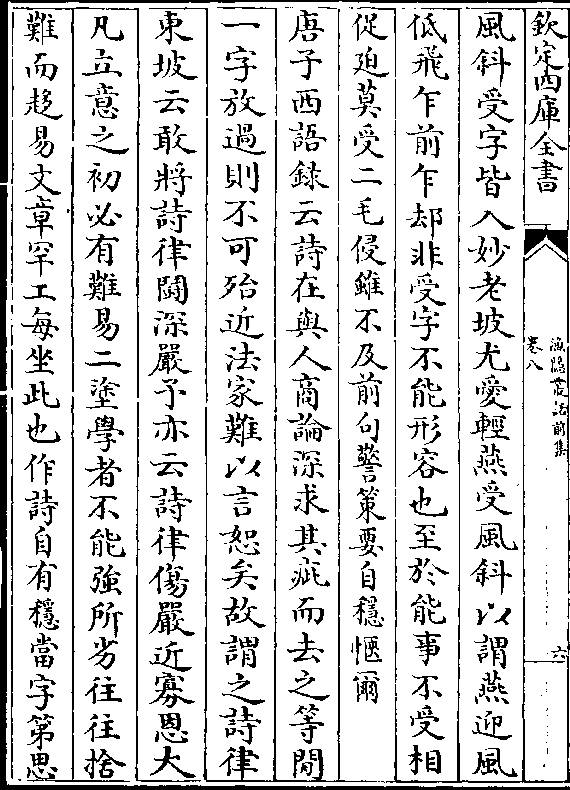 欽定四庫全書
漁隱叢話前集
卷八
六
風斜受字皆入妙老坡尤愛輕燕受風斜以謂燕迎風
低飛乍前乍却非受字不能形容也至於能事不受相
促迫莫受二毛侵雖不及前句警策要自穩愜爾
唐子西語録云詩在與人商論深求其疵而去之等閒
一字放過則不可殆近法家難以言恕矣故謂之詩律
東坡云敢將詩律鬭深嚴予亦云詩律傷嚴近寡恩大
凡立意之初必有難易二塗學者不能強所劣往往捨
難而趍易文章罕工每坐此也作詩自有穩當字第思